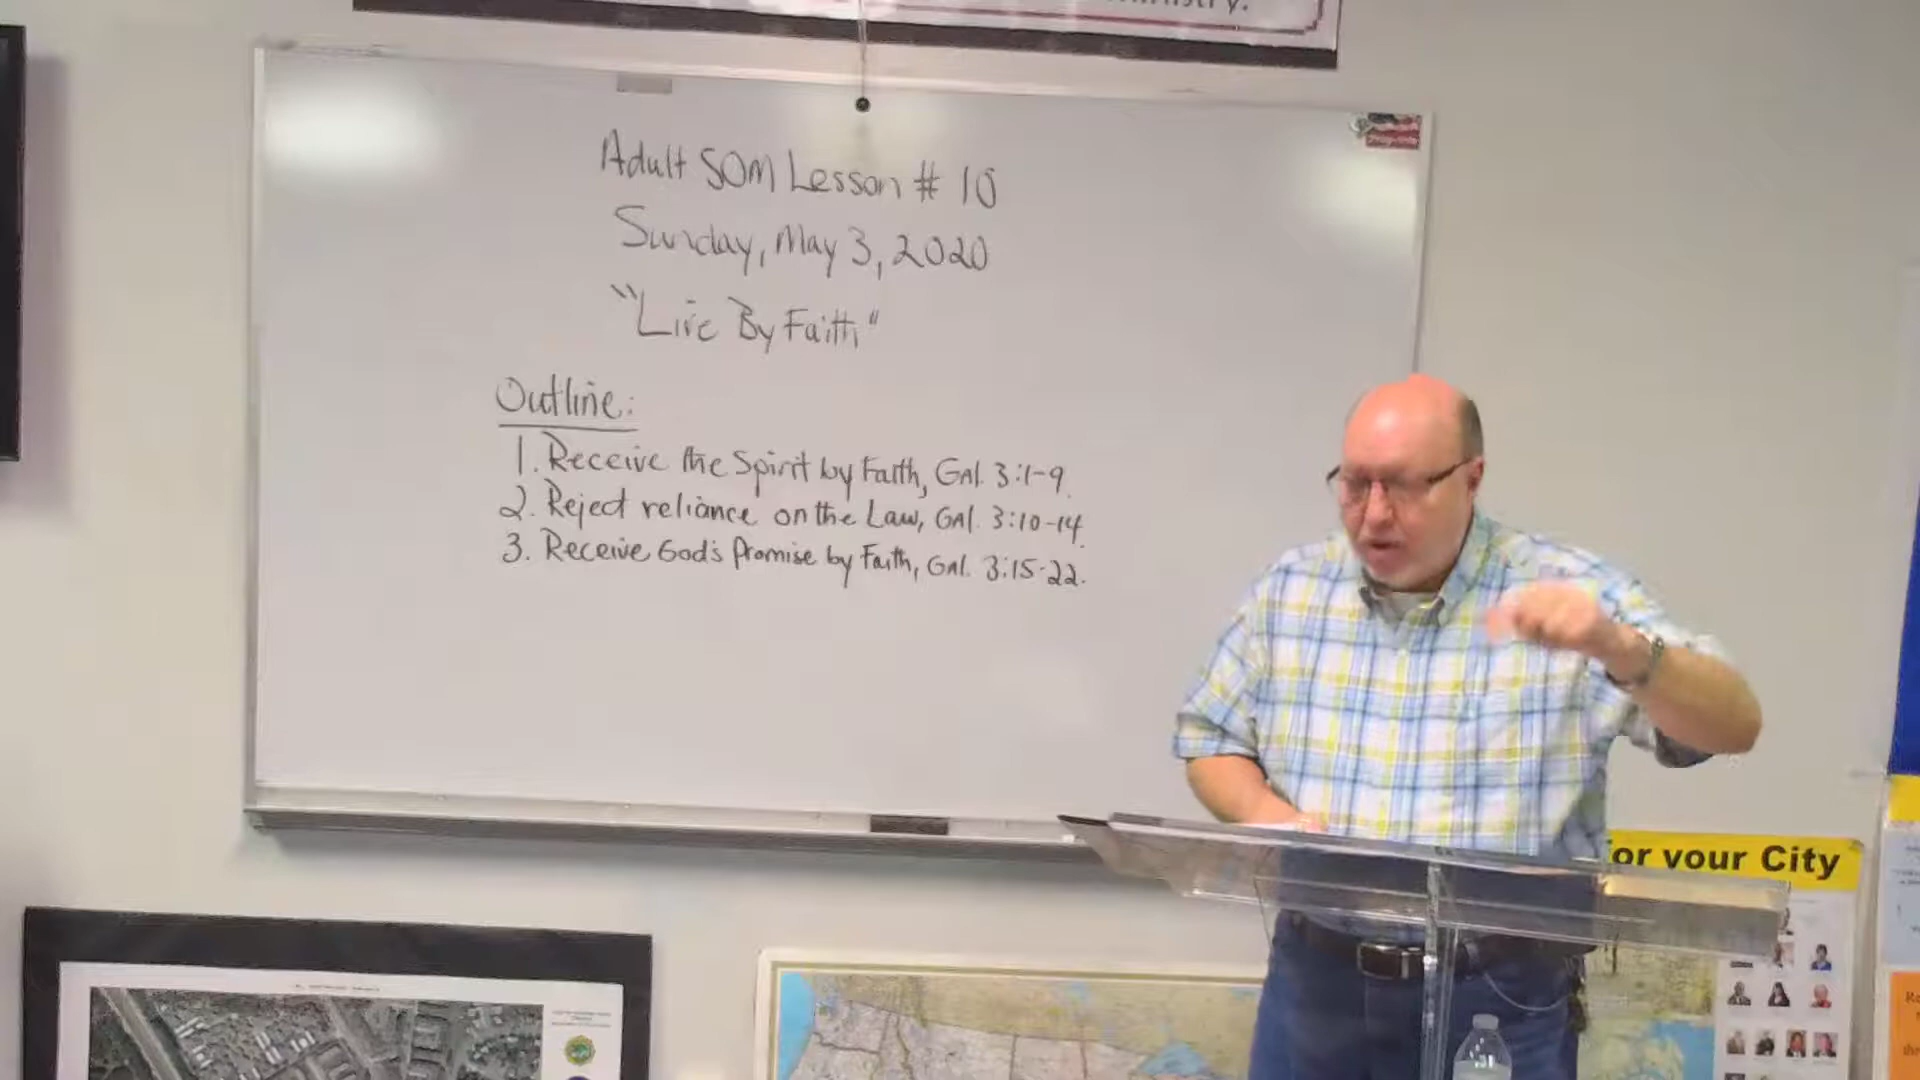 Adult SOM Lesson # 10
Sunday, May 3, 2020
"Live By Faith"
Outline:
1. Receive the Spirit by Faith, Gal. 3:1-9.
2. Reject reliance on the Law, Gal. 3:10-14.
3. Receive God's Promise by Faith, Gal. 3:15-22.
or your City